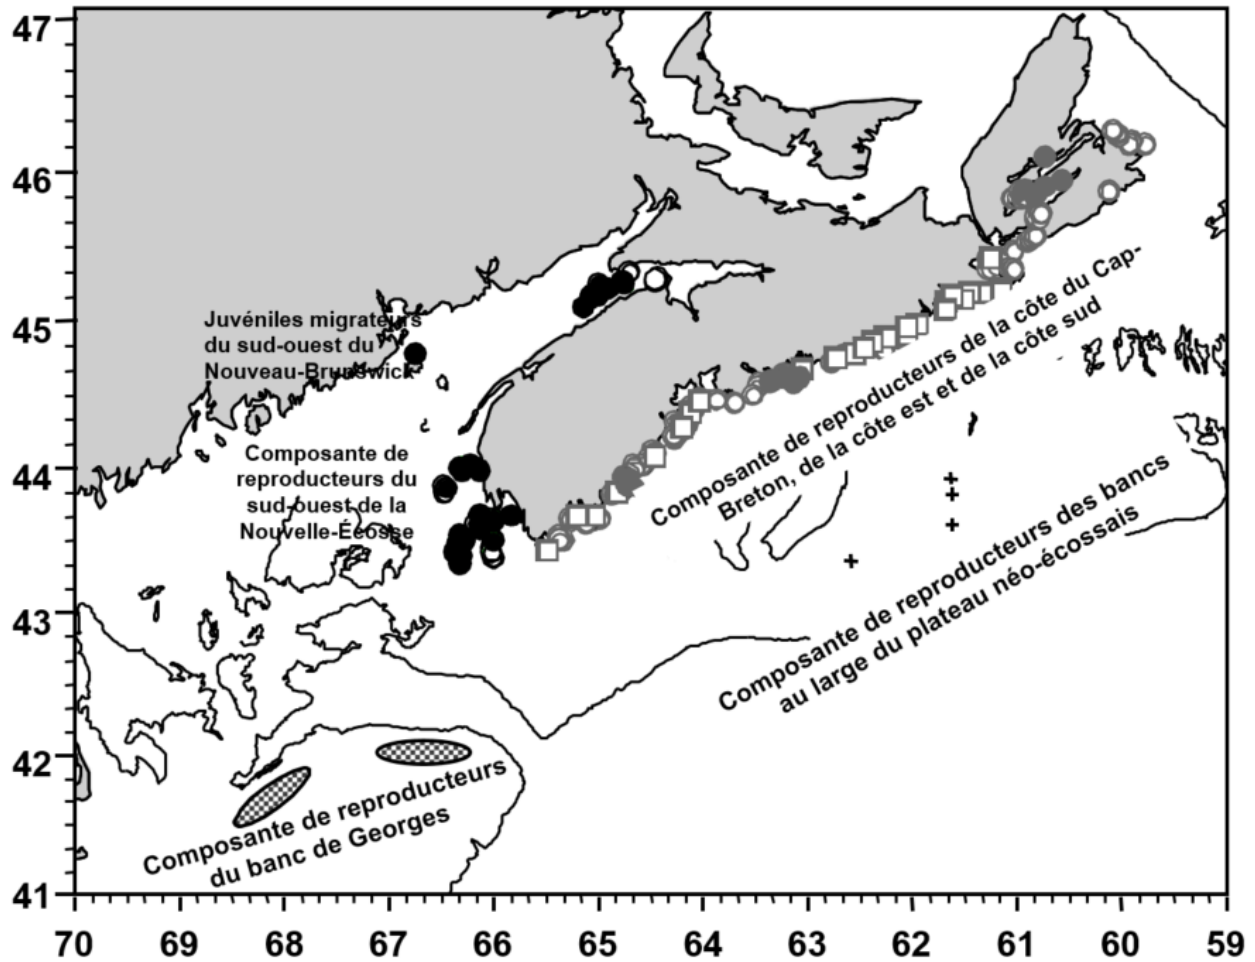 47
46
45
44
43
42
41
Juvéniles migrateurs
du sud-ouest du
Nouveau-Brunswick
Composante de
reproducteurs du
sud-ouest de la
Nouvelle-Écosse
Composante de reproducteurs de la côte du Cap-
Breton, de la côte est et de la côte sud
Composante de reproducteurs des bancs
au large du plateau néo-écossais
Composante de reproducteurs
du banc de Georges
70 69 68 67 66 65 64 63 62 61 60 59